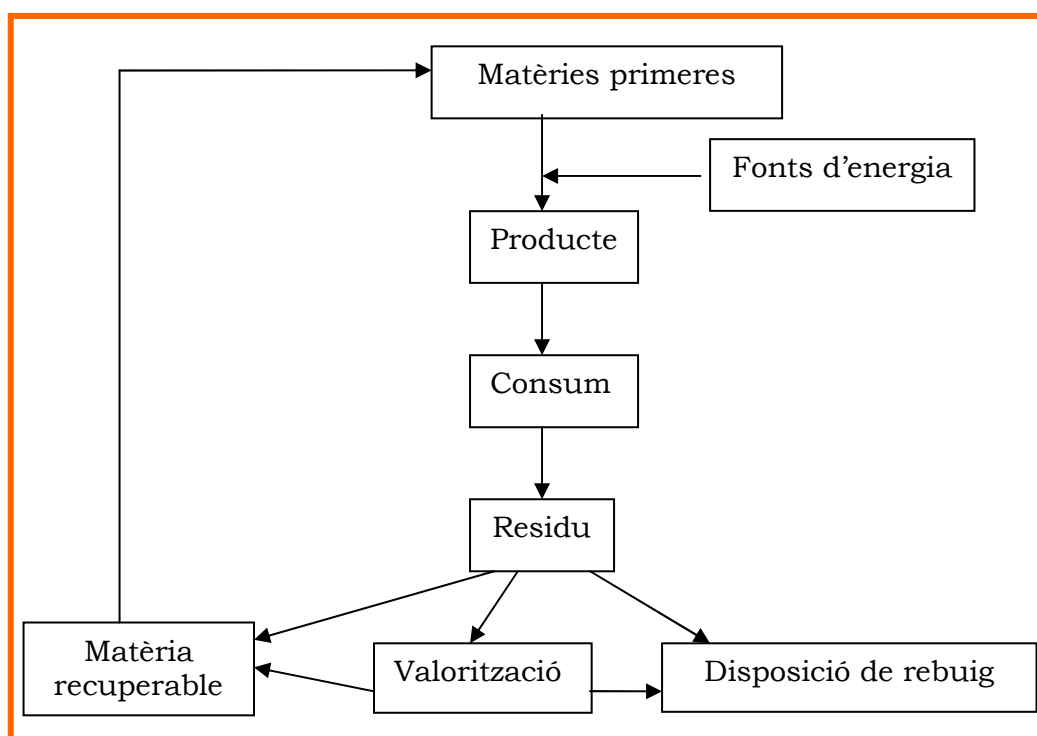 Matèries primeres
Fonts d’energia
Producte
Consum
Residu
Matèria
recuperable
Valorització
Disposició de rebuig